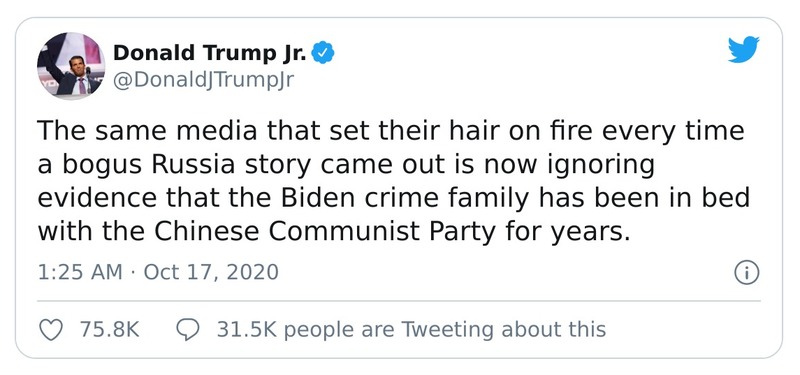 Donald Trump Jr.
@DonaldJTrumpJr
The same media that set their hair on fire every time
a bogus Russia story came out is now ignoring
evidence that the Biden crime family has been in bed
with the Chinese Communist Party for years.
1:25 AM · Oct 17, 2020
75.8K 31.5K people are Tweeting about this